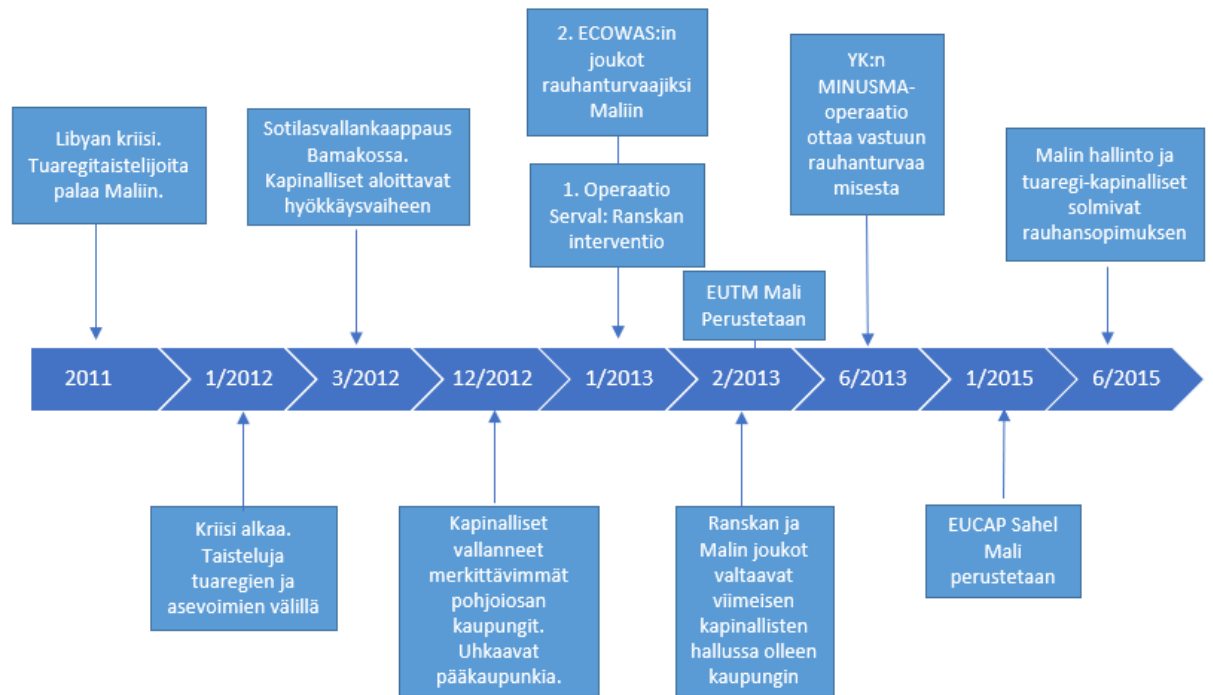 2. ECOWAS:in
joukot
rauhanturvaajiksi
Maliin
YK:n
MINUSMA-
operaatio
ottaa vastuun
rauhanturvaa
misesta
Libyan kriisi.
Tuaregitaistelijoita
palaa Maliin.
Sotilasvallankaappaus
Bamakossa.
Kapinalliset aloittavat
hyökkäysvaiheen
1. Operaatio
Serval: Ranskan
interventio
Malin hallinto ja
tuaregi-kapinalliset
solmivat
rauhansopimuksen
EUTM Mali
Perustetaan
2011
1/2012
3/2012
12/2012
1/2013
2/2013
6/2013
1/2015
6/2015
Kriisi alkaa.
Taisteluja
tuaregien ja
asevoimien välillä
Kapinalliset
vallanneet
merkittävimmät
pohjoiosan
kaupungit.
Uhkaavat
pääkaupunkia.
Ranskan ja
Malin joukot
valtaavat
viimeisen
kapinallisten
hallussa olleen
kaupungin
EUCAP Sahel
Mali
perustetaan